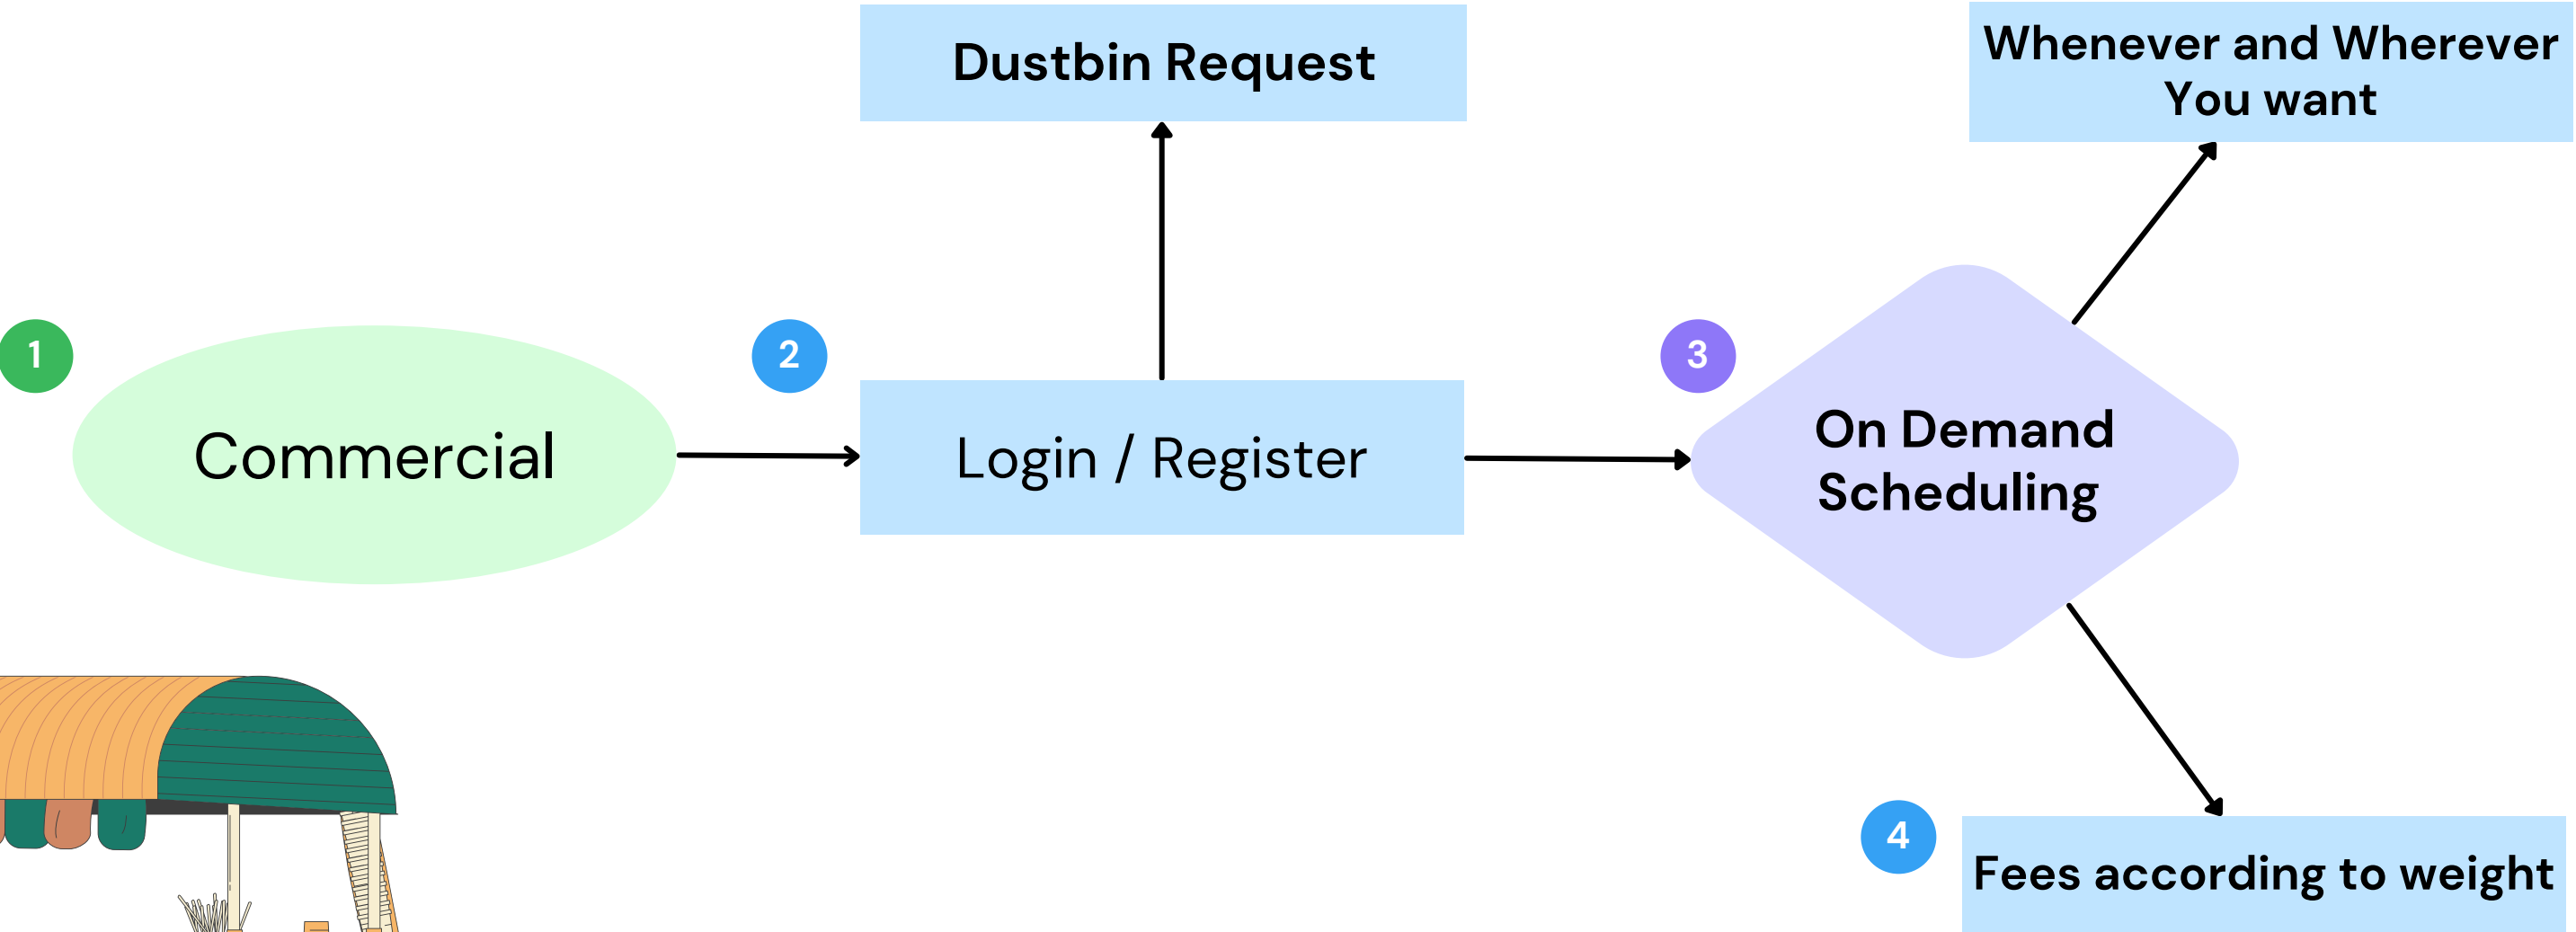 Dustbin Request
Whenever and Wherever
You want
1
Commercial
2
Login / Register
3
On Demand
Scheduling
4
Fees according to weight